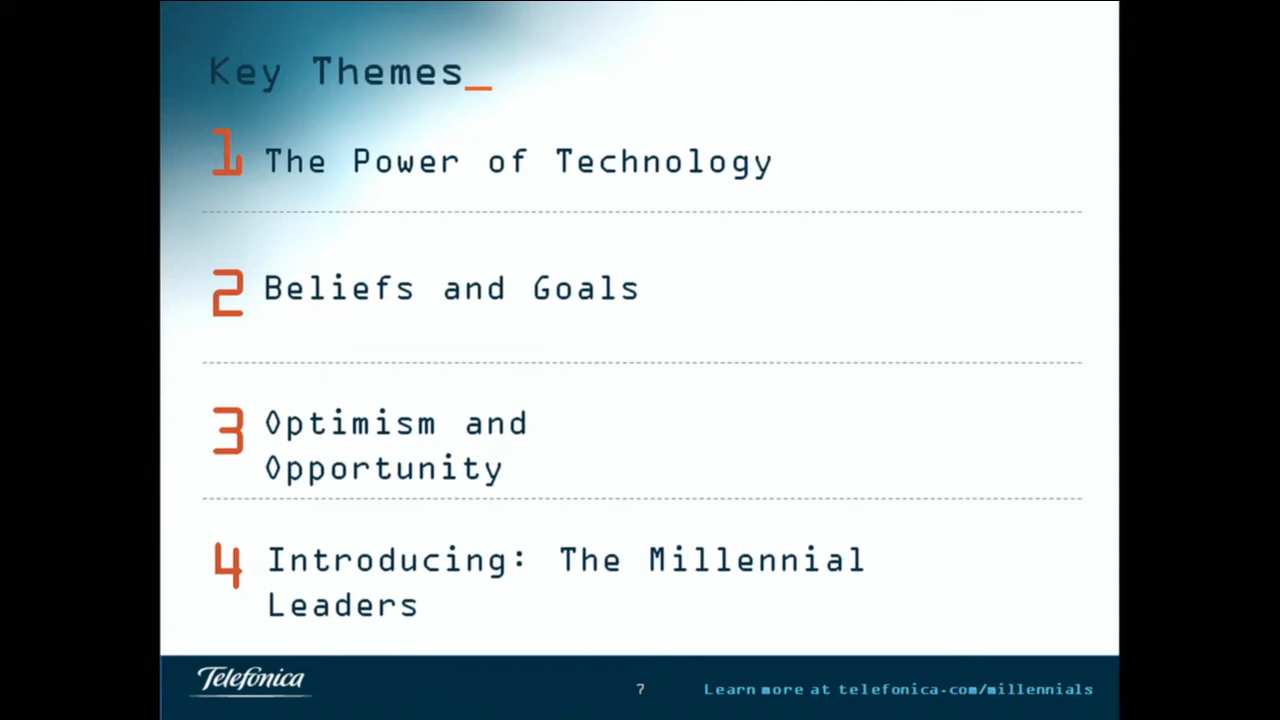 Key Themes_
1 The Power of Technology
2 Beliefs and Goals
3 Optimism and
Opportunity
4 Introducing: The Millennial
Leaders
Telefónica
7
Learn more at telefonica.com/millennials